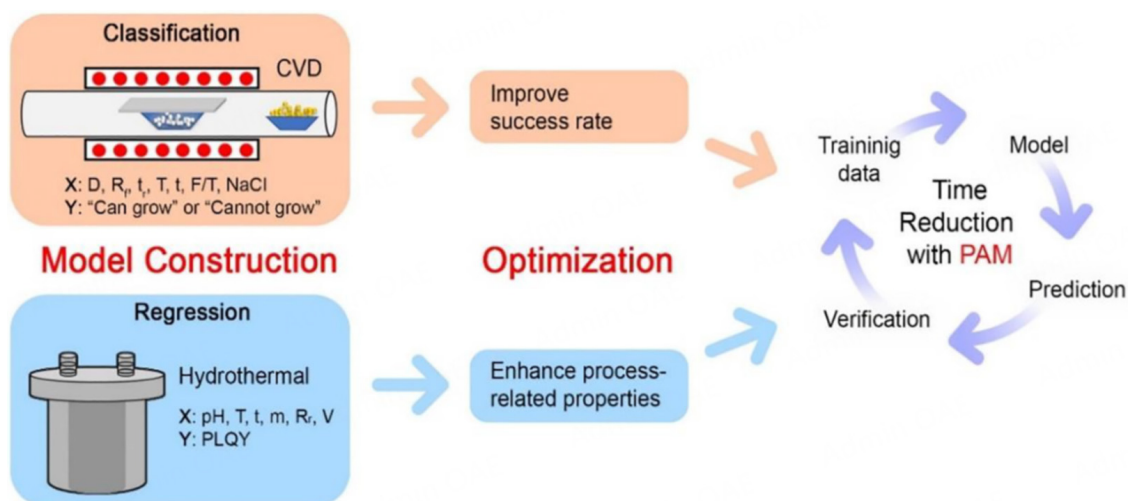 Classification
CVD
X: D, Rf, tr, T, t, F/T, NaCl
Y: “Can grow” or “Cannot grow”
Improve
success rate
Model Construction
Optimization
Regression
Hydrothermal
X: pH, T, t, m, Rr, V
Y: PLQY
Enhance process-
related properties
Traininig
data
Model
Time
Reduction
with PAM
Prediction
Verification